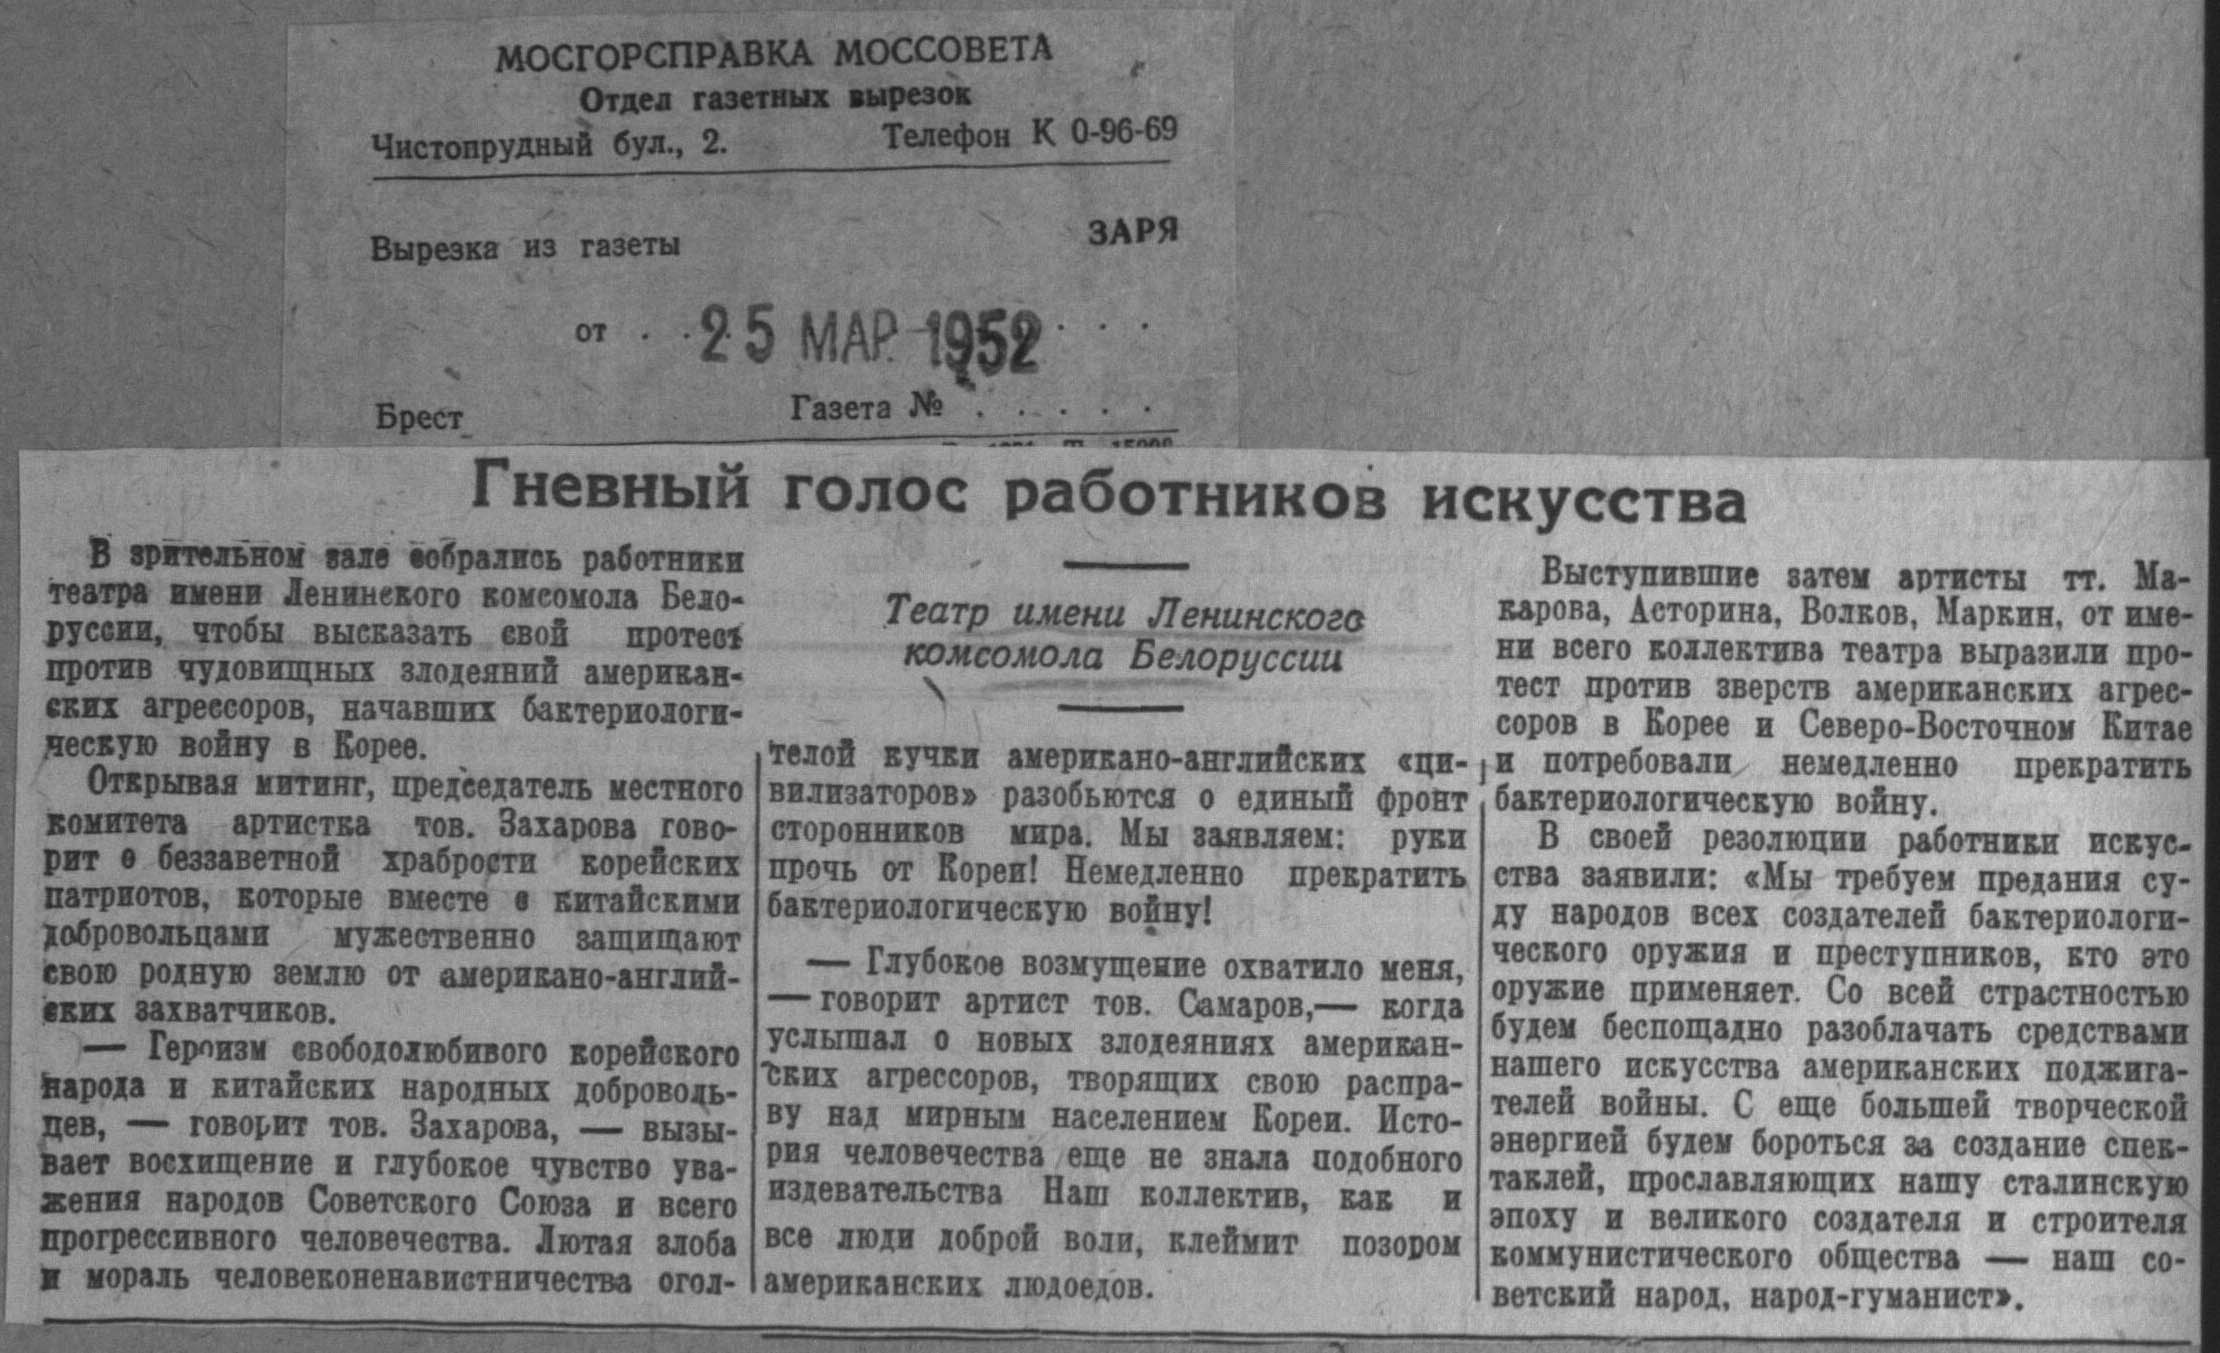 МОСГОРСПРАВКА МОССОВЕТА
Отдел газетных вырезок
Чистопрудный бул., 2. Телефон К 0-96-69
Вырезка из газеты ЗАРЯ
от . . . 25 МАР. 1952 . . .
Брест Газета № . . . . .
Гневный голос работников искусства
В зрительном зале собрались работники
театра имени Ленинского комсомола Бело-
руссии, чтобы высказать свой протест
против чудовищных злодеяний американ-
ских агрессоров, начавших бактериологи-
ческую войну в Корее.
Открывая митинг, председатель местного
комитета артистка тов. Захарова гово-
рит о беззаветной храбрости корейских
патриотов, которые вместе с китайскими
добровольцами мужественно защищают
свою родную землю от американо-англий-
ских захватчиков.
— Героизм свободолюбивого корейского
народа и китайских народных доброволь-
цев, — говорит тов. Захарова, — вызы-
вает восхищение и глубокое чувство ува-
жения народов Советского Союза и всего
прогрессивного человечества. Лютая злоба
и мораль человеконенавистничества огол-
Театр имени Ленинского
комсомола Белоруссии
телой кучки американо-английских «ци-
вилизаторов» разобьются о единый фронт
сторонников мира. Мы заявляем: руки
прочь от Кореи! Немедленно прекратить
бактериологическую войну!
— Глубокое возмущение охватило меня,
— говорит артист тов. Самаров,— когда
услышал о новых злодеяниях американ-
ских агрессоров, творящих свою распра-
ву над мирным населением Кореи. Исто-
рия человечества еще не знала подобного
издевательства Наш коллектив, как и
все люди доброй воли, клеймит позором
американских людоедов.
Выступившие затем артисты тт. Ма-
карова, Асторина, Волков, Маркин, от име-
ни всего коллектива театра выразили про-
тест против зверств американских агрес-
соров в Корее и Северо-Восточном Китае
и потребовали немедленно прекратить
бактериологическую войну.
В своей резолюции работники искус-
ства заявили: «Мы требуем предания су-
ду народов всех создателей бактериологи-
ческого оружия и преступников, кто это
оружие применяет. Со всей страстностью
будем беспощадно разоблачать средствами
нашего искусства американских поджига-
телей войны. С еще большей творческой
энергией будем бороться за создание спек-
таклей, прославляющих нашу сталинскую
эпоху и великого создателя и строителя
коммунистического общества — наш со-
ветский народ, народ-гуманист».